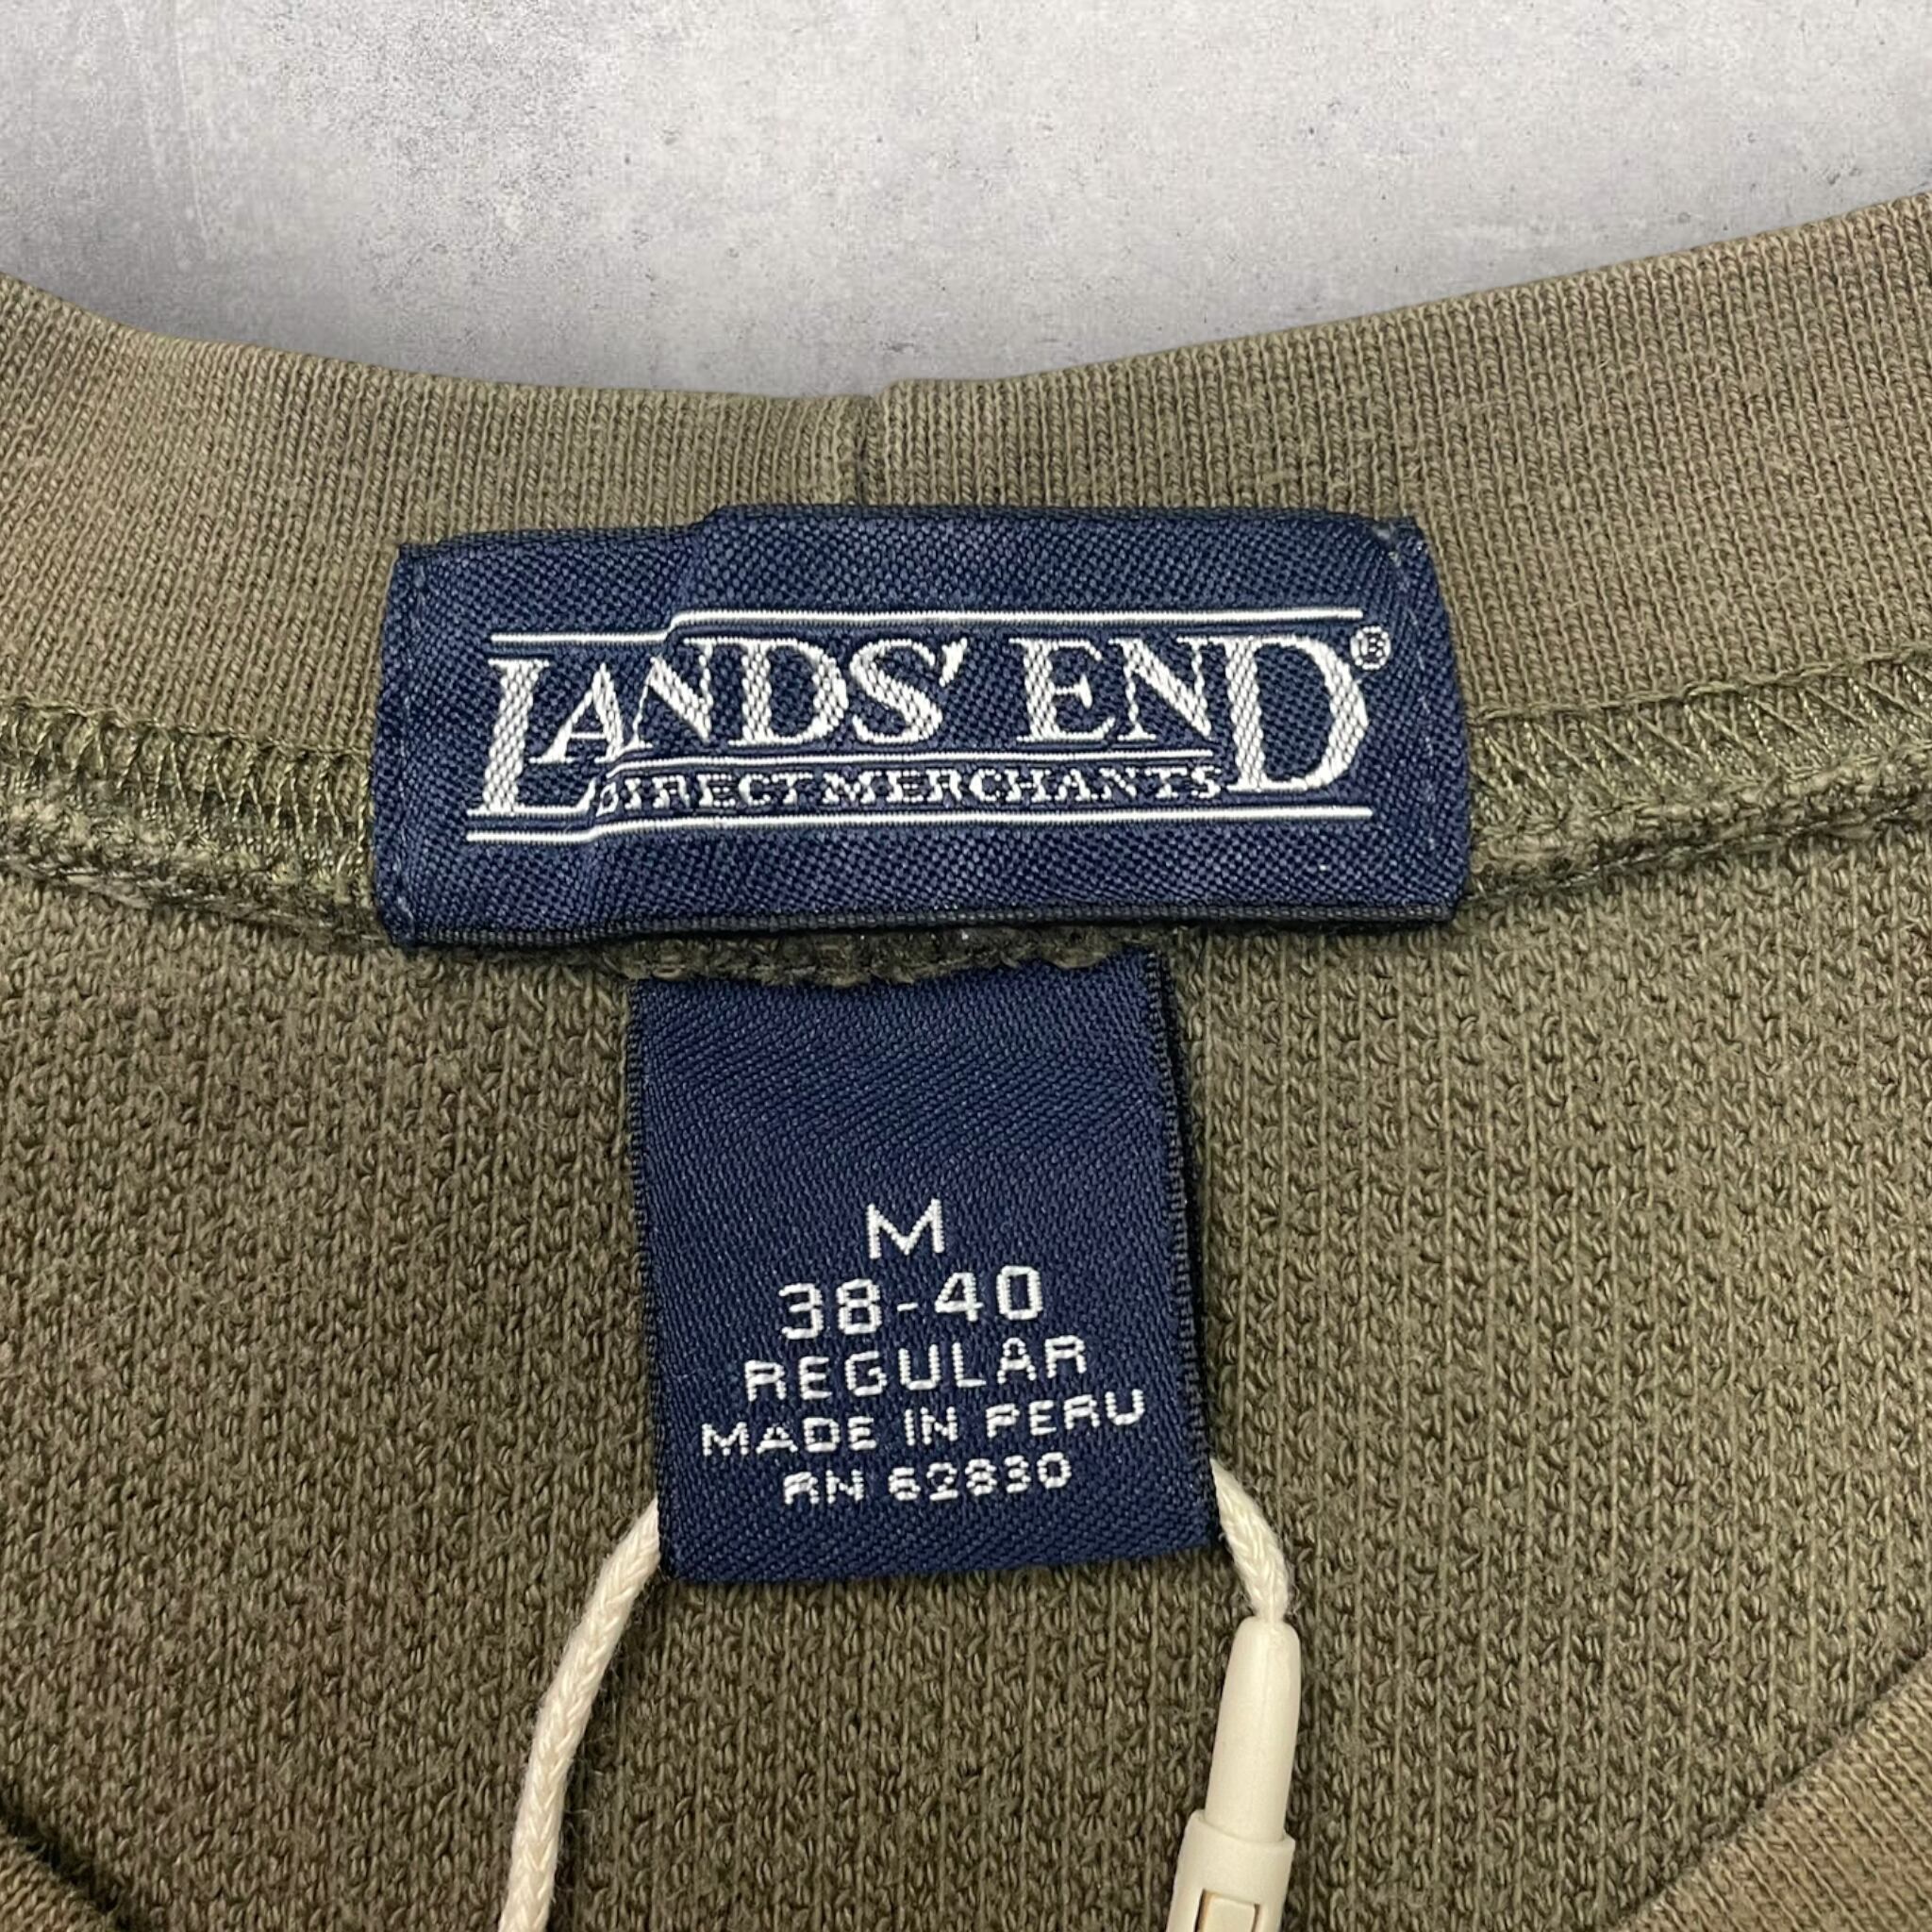 LANDS' END®
DIRECT MERCHANTS
M
38-40
REGULAR
MADE IN PERU
RN 62830